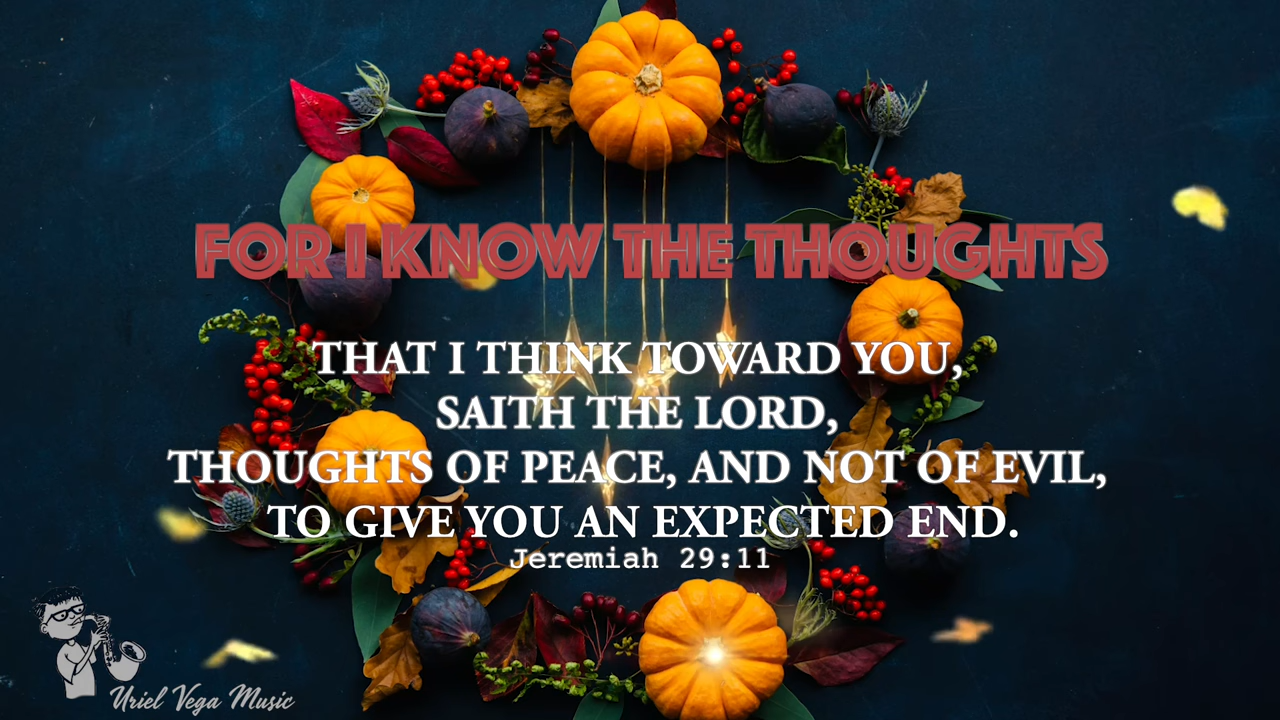 FOR I KNOW THE THOUGHTS
THAT I THINK TOWARD YOU,
SAITH THE LORD,
THOUGHTS OF PEACE, AND NOT OF EVIL,
TO GIVE YOU AN EXPECTED END.
Jeremiah 29:11
Uriel Vega Music